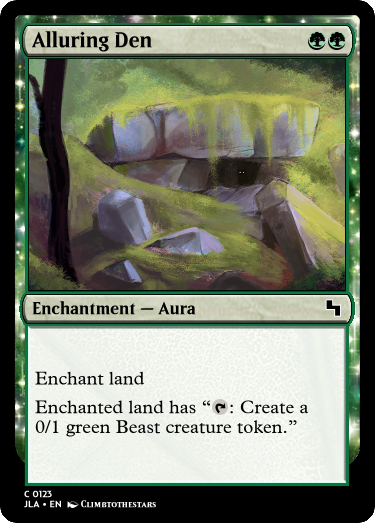 Alluring Den
Enchantment — Aura
Enchant land
Enchanted land has “: Create a
0/1 green Beast creature token.”
C 0123
JLA • EN Climbtothestars